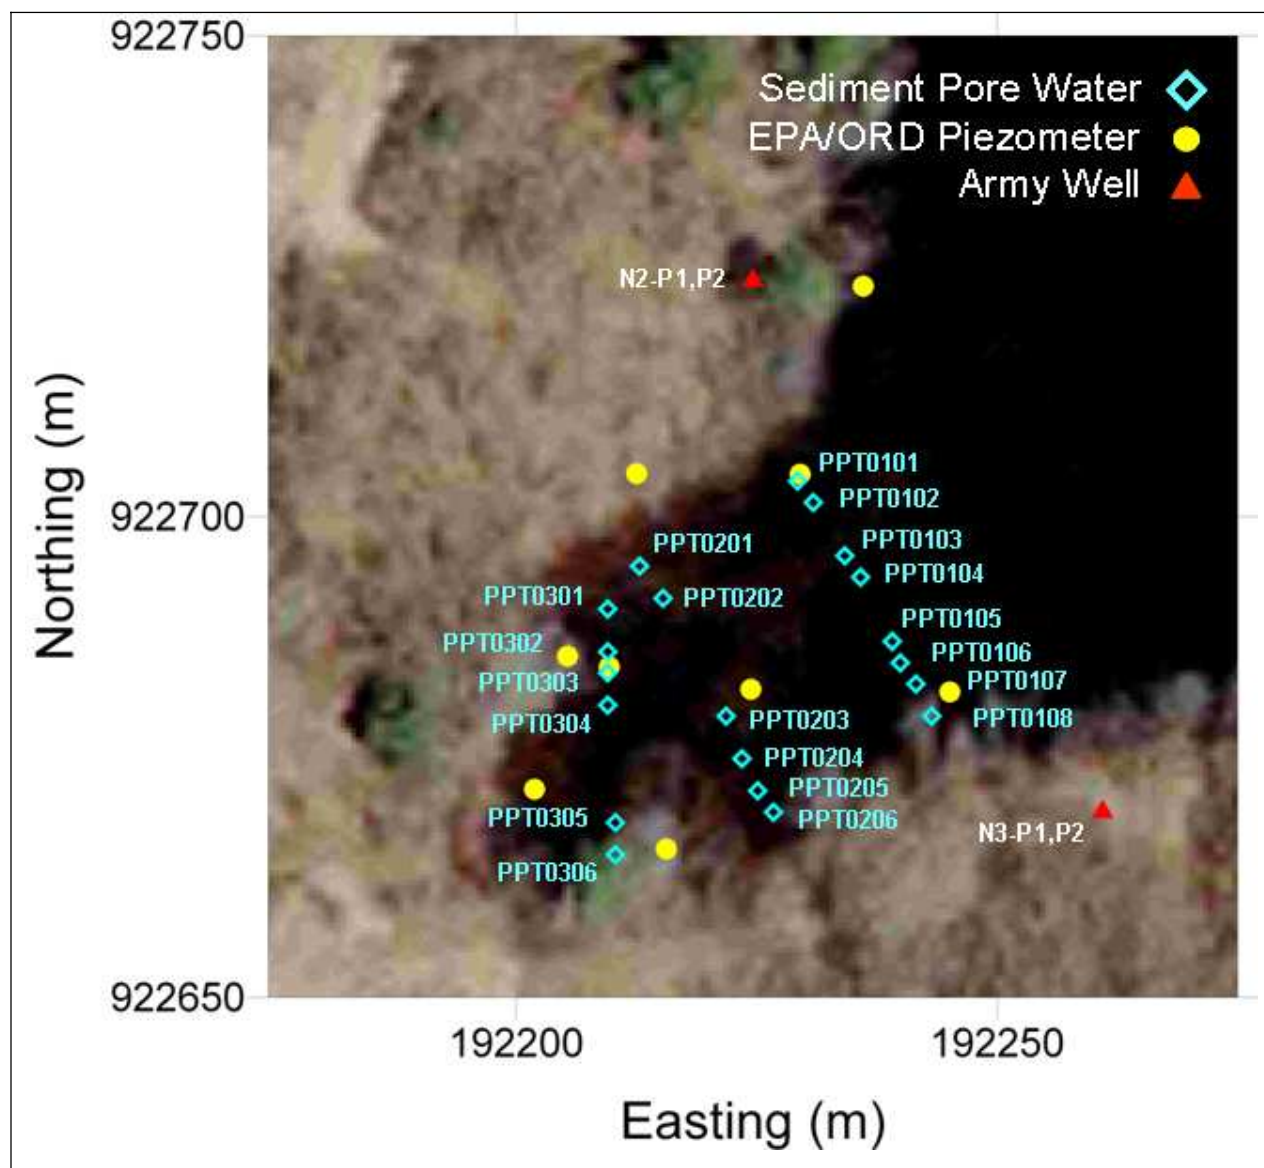 922750
Sediment Pore Water
EPA/ORD Piezometer
Army Well
N2-P1,P2
Northing (m)
PPT0101
PPT0102
922700
PPT0103
PPT0201
PPT0104
PPT0301
PPT0202
PPT0105
PPT0302
PPT0106
PPT0303
PPT0107
PPT0304
PPT0203
PPT0108
PPT0204
PPT0205
PPT0305
PPT0206
N3-P1,P2
PPT0306
922650
192200
192250
Easting (m)